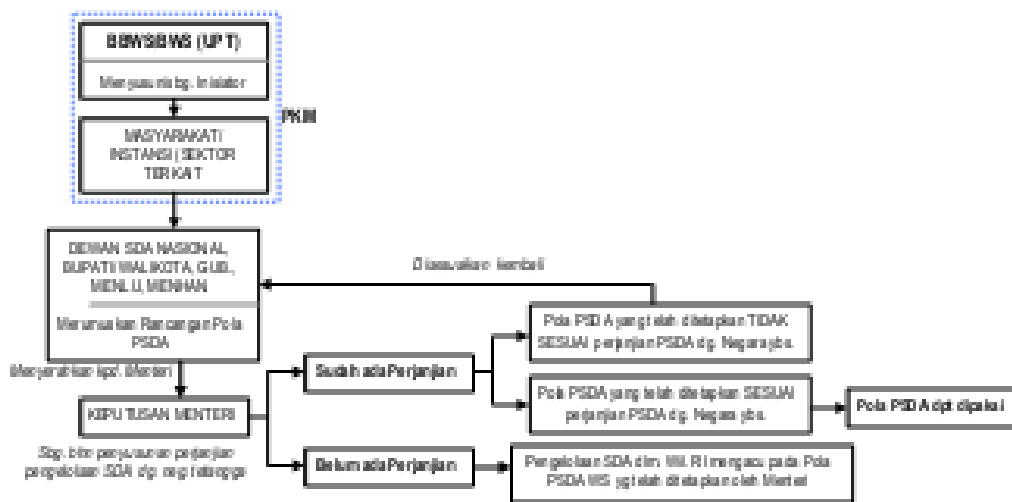 BBWS/BWS (UPT)
Menyusun sbg. Inisiator
PKM
MASYARAKAT/
INSTANSI (SEKTOR
TERKAIT
DEWAN SDA NASIONAL,
BUPATI/WALIKOTA, GUB.,
MENLU, MENHAN
Merumuskan Rancangan Pola
PSDA
Disesuaikan kembali
Menyerahkan kpd. Menteri
KEPUTUSAN MENTERI
Sbg. bhn penyusunan perjanjian
pengelolaan SDA dg. neg tetangga
Sudah ada Perjanjian
Belum ada Perjanjian
Pola PSDA yang telah ditetapkan TIDAK
SESUAI perjanjian PSDA dg. Negara ybs.
Pola PSDA yang telah ditetapkan SESUAI
perjanjian PSDA dg. Negara ybs.
Pola PSDA dpt dipakai
Pengelolaan SDA dlm. Wil. RI mengacu pada Pola
PSDA WS yg telah ditetapkan oleh Menteri